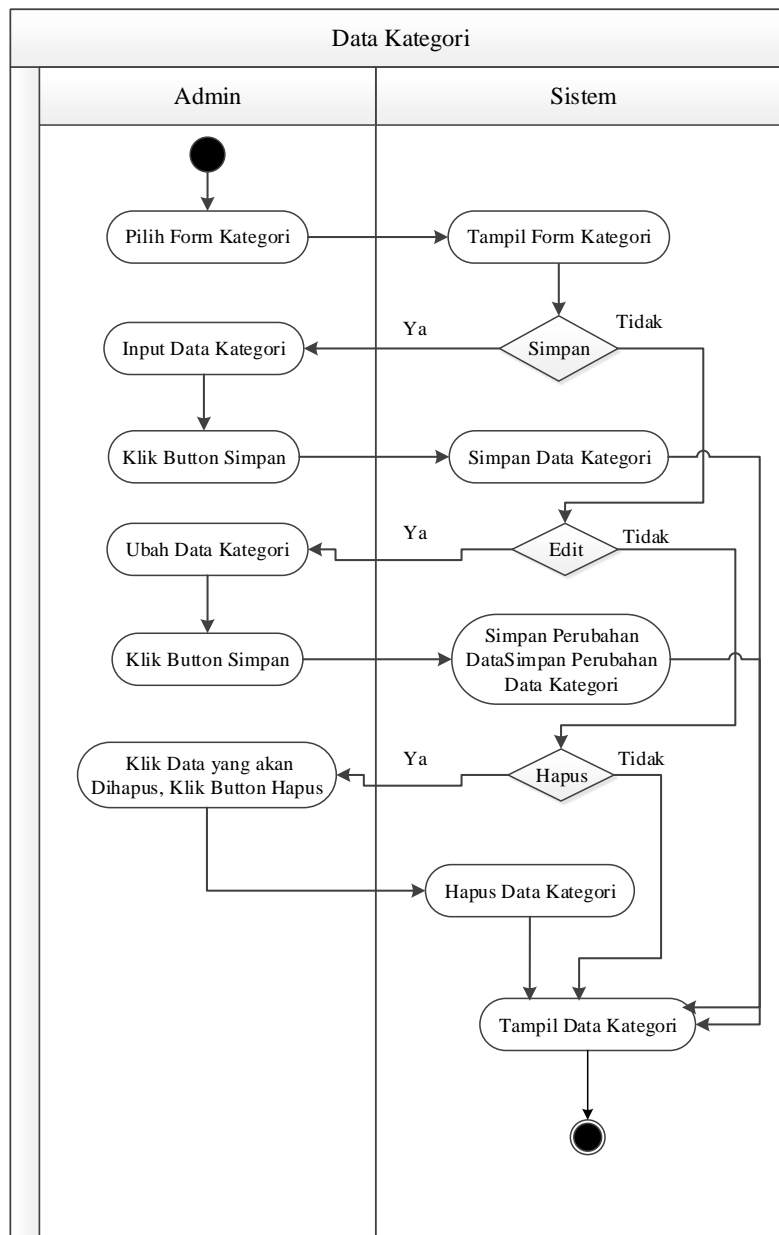 Data Kategori
Admin
Sistem
Pilih Form Kategori
Tampil Form Kategori
Ya
Tidak
Input Data Kategori
Simpan
Klik Button Simpan
Simpan Data Kategori
Ya
Tidak
Ubah Data Kategori
Edit
Klik Button Simpan
Simpan Perubahan
DataSimpan Perubahan
Data Kategori
Ya
Tidak
Klik Data yang akan
Dihapus, Klik Button Hapus
Hapus
Hapus Data Kategori
Tampil Data Kategori